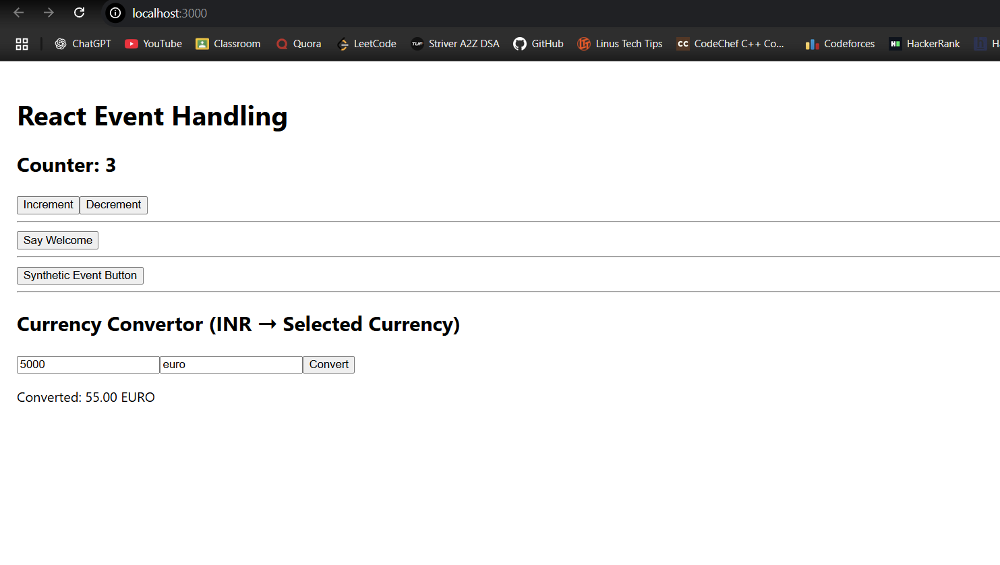 localhost:3000
ChatGPT YouTube Classroom Quora LeetCode TUF Striver A2Z DSA GitHub Linus Tech Tips CC CodeChef C++ Co... Codeforces H HackerRank H
React Event Handling
Counter: 3
Increment Decrement
Say Welcome
Synthetic Event Button
Currency Convertor (INR → Selected Currency)
5000 euro Convert
Converted: 55.00 EURO